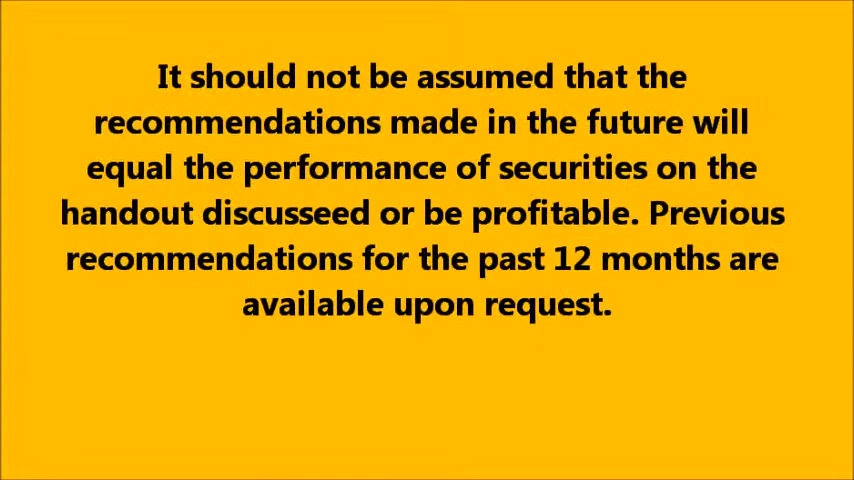 It should not be assumed that the
recommendations made in the future will
equal the performance of securities on the
handout discusseed or be profitable. Previous
recommendations for the past 12 months are
available upon request.